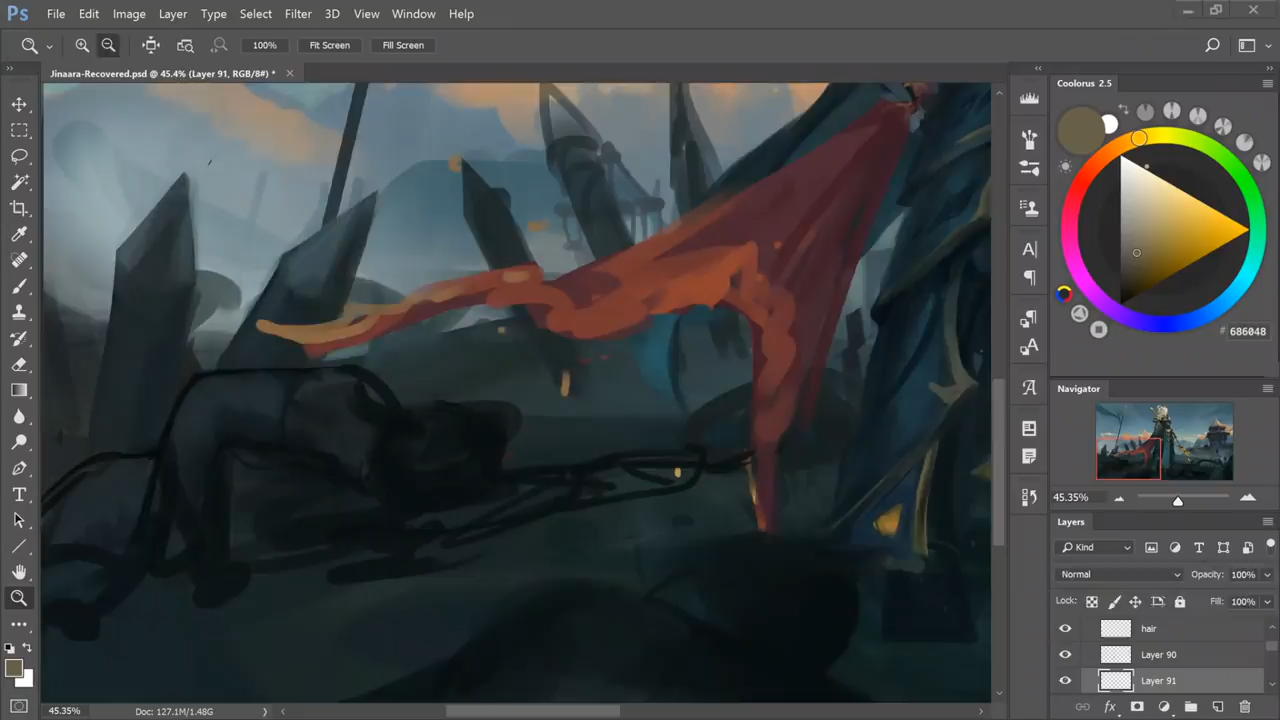 Ps File Edit Image Layer Type Select Filter 3D View Window Help
100% Fit Screen Fill Screen
Jinaara-Recovered.psd @ 45.4% (Layer 91, RGB/8#) * ×
Coolorus 2.5
# 686048
Navigator
45.35%
Layers
Kind
Normal Opacity: 100%
Lock: Fill: 100%
hair
Layer 90
Layer 91
fx
45.35% Doc: 127.1M/1.48G